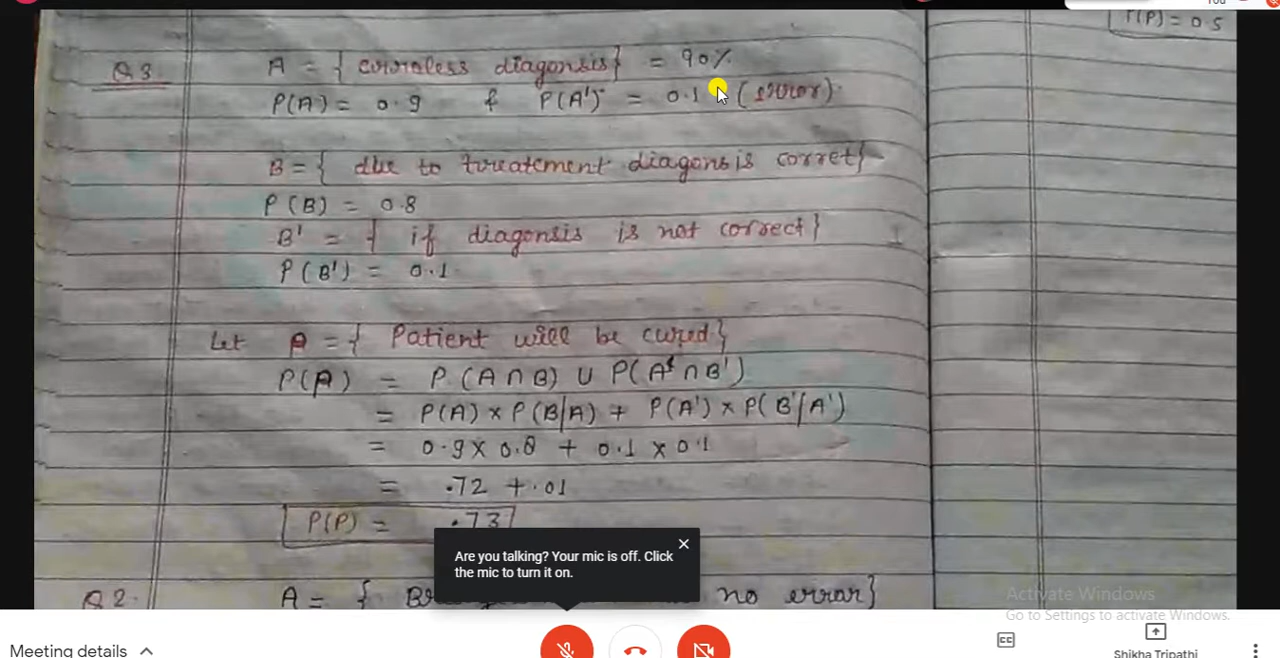 P(P) = 0.5
Q3. A = { errorless diagonsis} = 90%
P(A) = 0.9 & P(A') = 0.1 (error)
B = { due to treatement diagonsis corret}
P(B) = 0.8
B' = { if diagonsis is not correct}
P(B') = 0.1
Let P = { Patient will be cured}
P(P) = P(A∩B) ∪ P(A'∩B')
= P(A) × P(B/A) + P(A') × P(B'/A')
= 0.9 × 0.8 + 0.1 × 0.1
= .72 + .01
P(P) = .73
Are you talking? Your mic is off. Click
the mic to turn it on.
Q2. A = { no error}
Activate Windows
Go to Settings to activate Windows.
Meeting details
CC
Shikha Tripathi
You